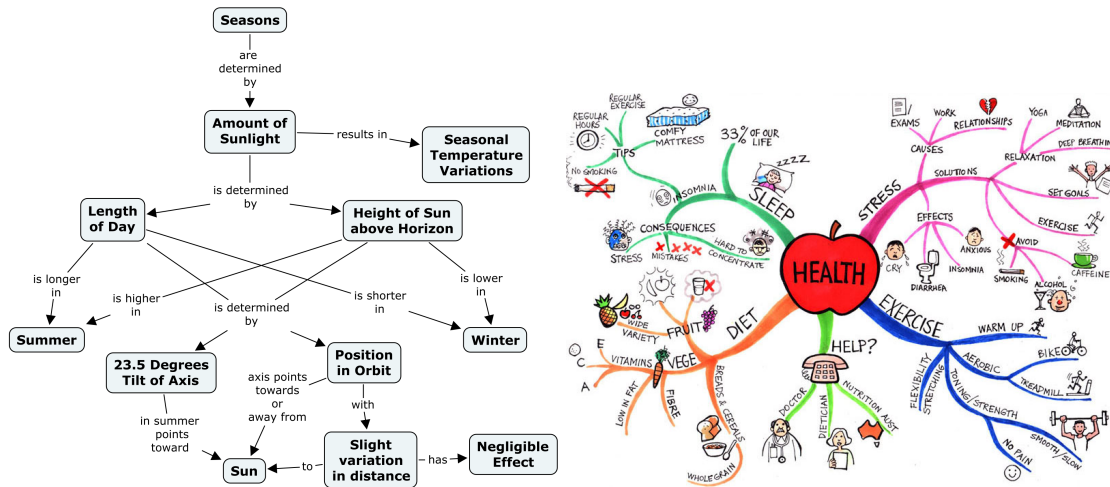 Seasons
are
determined
by
Amount of
Sunlight
results in
Seasonal
Temperature
Variations
is determined
by
Length
of Day
Height of Sun
above Horizon
is longer
in
is higher
in
is determined
by
is shorter
in
is lower
in
Summer
Winter
23.5 Degrees
Tilt of Axis
Position
in Orbit
axis points
towards
or
away from
in summer
points
toward
with
Sun
to
Slight
variation
in distance
has
Negligible
Effect
HEALTH
SLEEP
33% OF OUR
LIFE
ZZZZ
INSOMNIA
TIPS
REGULAR
HOURS
REGULAR
EXERCISE
COMFY
MATTRESS
NO SMOKING
CONSEQUENCES
STRESS
MISTAKES
HARD TO
CONCENTRATE
STRESS
CAUSES
EXAMS
WORK
RELATIONSHIPS
SOLUTIONS
RELAXATION
YOGA
MEDITATION
DEEP BREATHING
SET GOALS
EXERCISE
AVOID
CAFFEINE
ALCOHOL
SMOKING
EFFECTS
CRY
DIARRHEA
INSOMNIA
ANXIOUS
EXERCISE
WARM UP
AEROBIC
BIKE
TREADMILL
TONING/STRENGTH
SMOOTH/SLOW
NO PAIN
FLEXIBILITY
STRETCHING
HELP?
DOCTOR
DIETICIAN
NUTRITION AUST
DIET
FRUIT
WIDE
VARIETY
VEGE
VITAMINS
E
C
A
LOW IN FAT
FIBRE
BREADS & CEREALS
WHOLEGRAIN